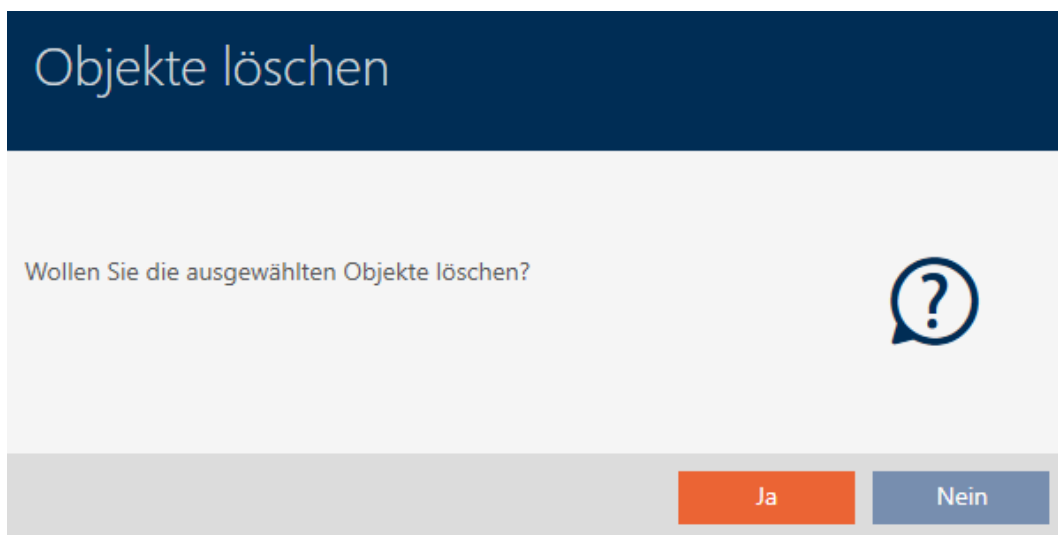 Objekte löschen
Wollen Sie die ausgewählten Objekte löschen?
?
Ja
Nein